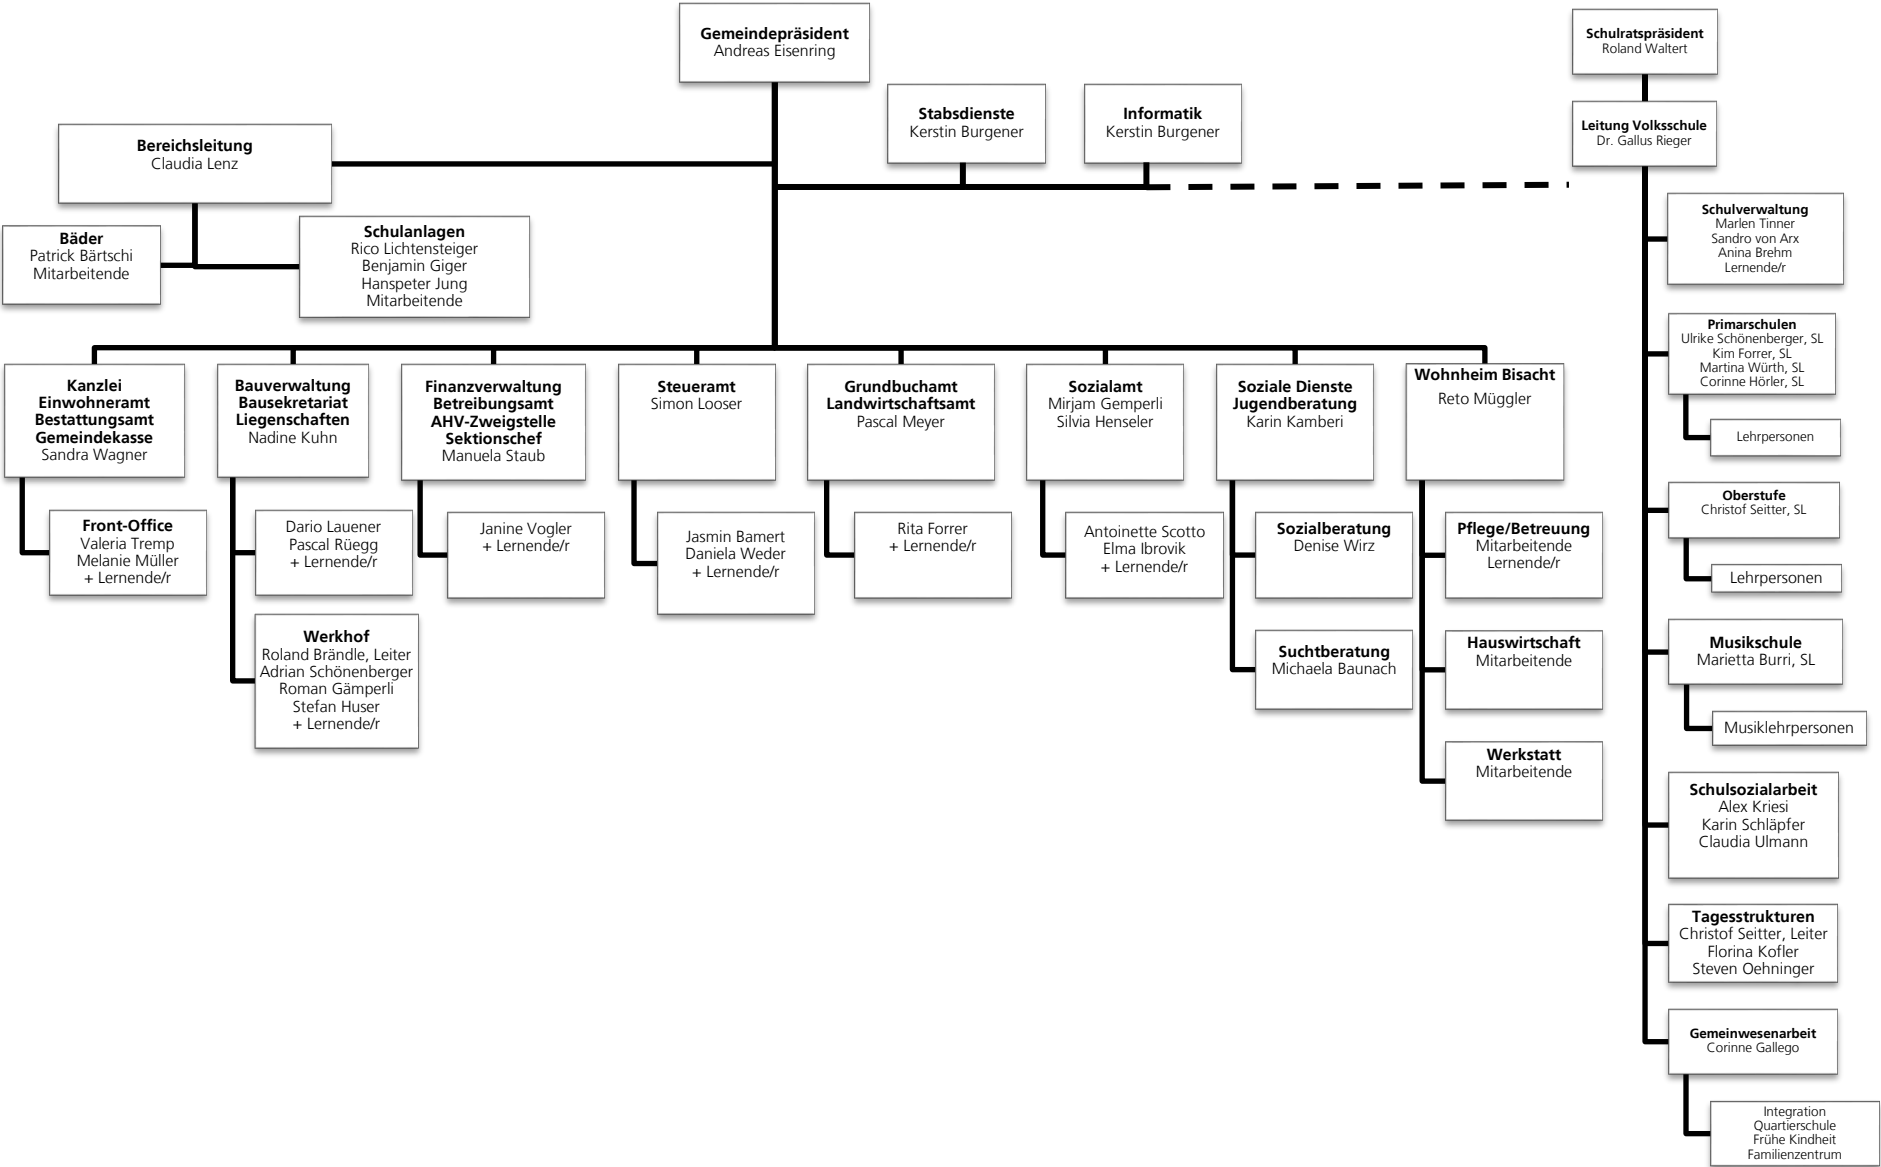 Gemeindepräsident
Andreas Eisenring
Stabsdienste
Kerstin Burgener
Informatik
Kerstin Burgener
Bereichsleitung
Claudia Lenz
Bäder
Patrick Bärtschi
Mitarbeitende
Schulanlagen
Rico Lichtensteiger
Benjamin Giger
Hanspeter Jung
Mitarbeitende
Kanzlei
Einwohneramt
Bestattungsamt
Gemeindekasse
Sandra Wagner
Front-Office
Valeria Tremp
Melanie Müller
+ Lernende/r
Bauverwaltung
Bausekretariat
Liegenschaften
Nadine Kuhn
Dario Lauener
Pascal Rüegg
+ Lernende/r
Werkhof
Roland Brändle, Leiter
Adrian Schönenberger
Roman Gämperli
Stefan Huser
+ Lernende/r
Finanzverwaltung
Betreibungsamt
AHV-Zweigstelle
Sektionschef
Manuela Staub
Janine Vogler
+ Lernende/r
Steueramt
Simon Looser
Jasmin Bamert
Daniela Weder
+ Lernende/r
Grundbuchamt
Landwirtschaftsamt
Pascal Meyer
Rita Forrer
+ Lernende/r
Sozialamt
Mirjam Gemperli
Silvia Henseler
Antoinette Scotto
Elma Ibrovik
+ Lernende/r
Soziale Dienste
Jugendberatung
Karin Kamberi
Sozialberatung
Denise Wirz
Suchtberatung
Michaela Baunach
Wohnheim Bisacht
Reto Müggler
Pflege/Betreuung
Mitarbeitende
Lernende/r
Hauswirtschaft
Mitarbeitende
Werkstatt
Mitarbeitende
Schulratspräsident
Roland Waltert
Leitung Volksschule
Dr. Gallus Rieger
Schulverwaltung
Marlen Tinner
Sandro von Arx
Anina Brehm
Lernende/r
Primarschulen
Ulrike Schönenberger, SL
Kim Forrer, SL
Martina Würth, SL
Corinne Hörler, SL
Lehrpersonen
Oberstufe
Christof Seitter, SL
Lehrpersonen
Musikschule
Marietta Burri, SL
Musiklehrpersonen
Schulsozialarbeit
Alex Kriesi
Karin Schläpfer
Claudia Ulmann
Tagesstrukturen
Christof Seitter, Leiter
Florina Kofler
Steven Oehninger
Gemeinwesenarbeit
Corinne Gallego
Integration
Quartierschule
Frühe Kindheit
Familienzentrum